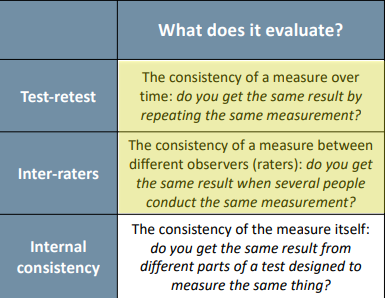 What does it evaluate?
Test-retest
The consistency of a measure over
time: do you get the same result by
repeating the same measurement?
Inter-raters
The consistency of a measure between
different observers (raters): do you get
the same result when several people
conduct the same measurement?
Internal
consistency
The consistency of the measure itself:
do you get the same result from
different parts of a test designed to
measure the same thing?